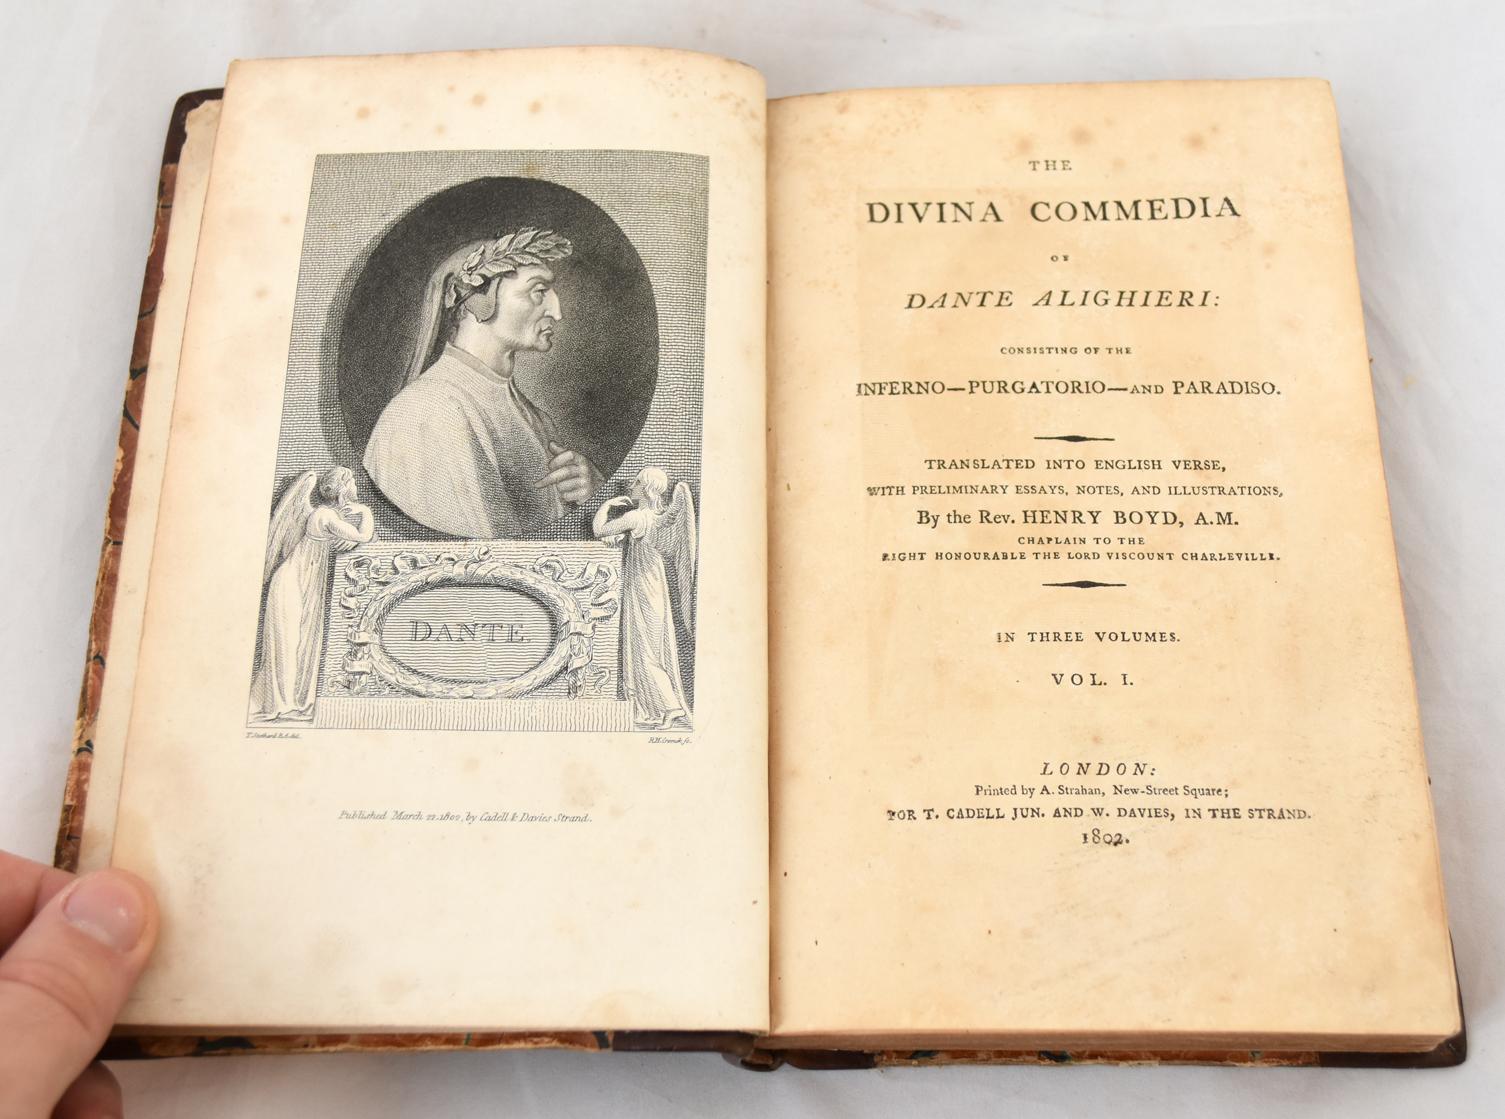 DANTE.
T. Stothard R.A. del.
R.H. Cromek sc.
Published March 22.1802, by Cadell & Davies Strand.
THE
DIVINA COMMEDIA
OF
DANTE ALIGHIERI:
CONSISTING OF THE
INFERNO—PURGATORIO—AND PARADISO.
TRANSLATED INTO ENGLISH VERSE,
WITH PRELIMINARY ESSAYS, NOTES, AND ILLUSTRATIONS,
By the Rev. HENRY BOYD, A.M.
CHAPLAIN TO THE
RIGHT HONOURABLE THE LORD VISCOUNT CHARLEVILLE.
IN THREE VOLUMES.
VOL. I.
LONDON:
Printed by A. Strahan, New-Street Square;
FOR T. CADELL JUN. AND W. DAVIES, IN THE STRAND.
1802.